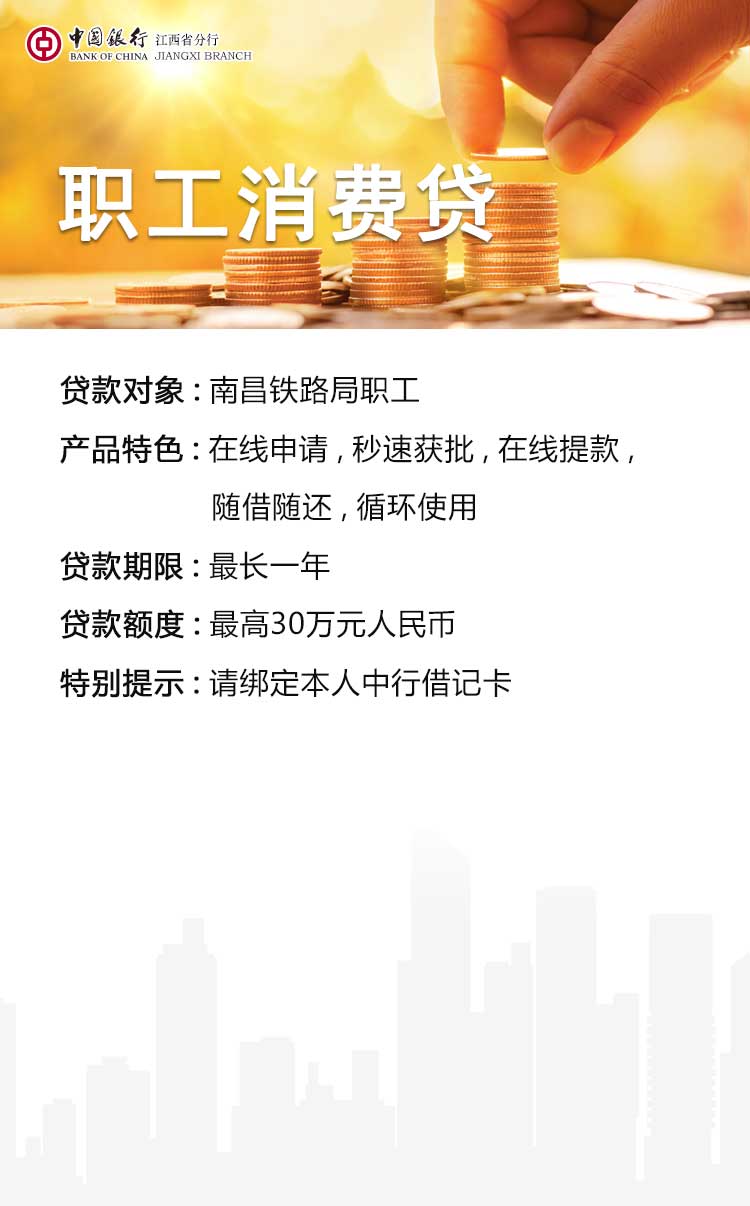 中国銀行 江西省分行
BANK OF CHINA JIANGXI BRANCH
职工消费贷
贷款对象：南昌铁路局职工
产品特色：在线申请，秒速获批，在线提款，
随借随还，循环使用
贷款期限：最长一年
贷款额度：最高30万元人民币
特别提示：请绑定本人中行借记卡